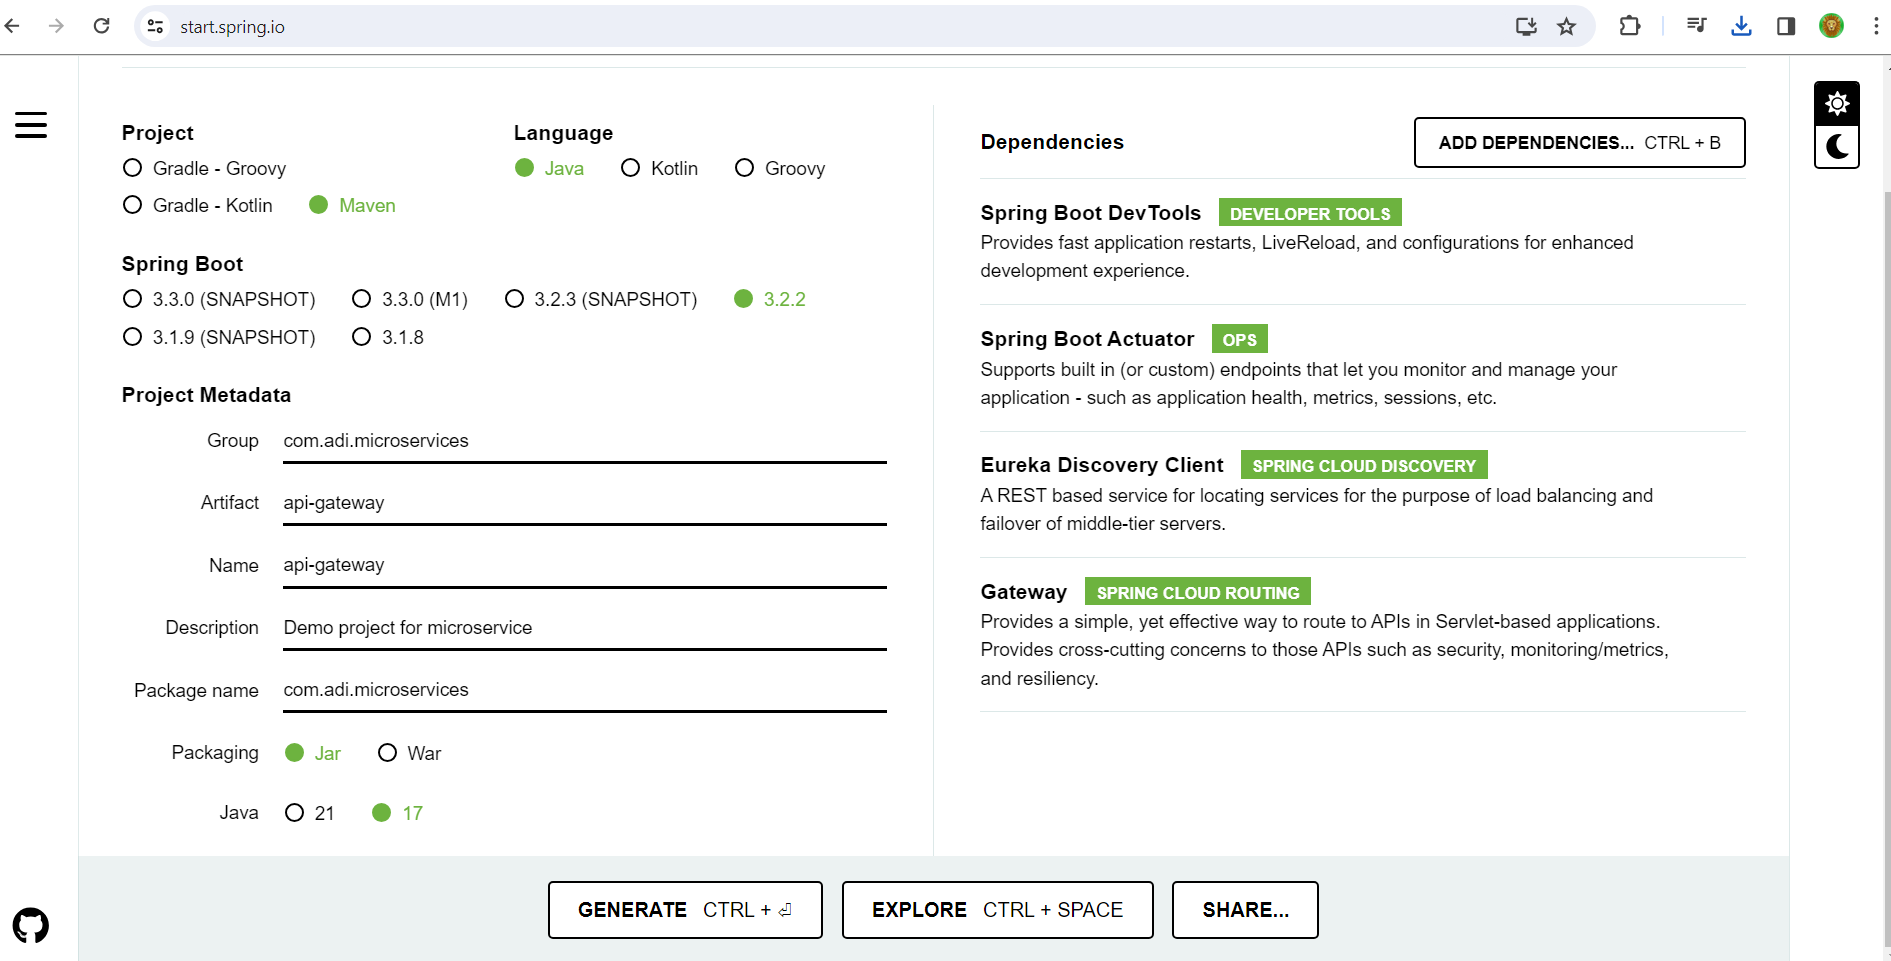 start.spring.io
Project
Gradle - Groovy
Gradle - Kotlin Maven
Language
Java Kotlin Groovy
Spring Boot
3.3.0 (SNAPSHOT) 3.3.0 (M1) 3.2.3 (SNAPSHOT) 3.2.2
3.1.9 (SNAPSHOT) 3.1.8
Project Metadata
Group com.adi.microservices
Artifact api-gateway
Name api-gateway
Description Demo project for microservice
Package name com.adi.microservices
Packaging Jar War
Java 21 17
Dependencies ADD DEPENDENCIES... CTRL + B
Spring Boot DevTools DEVELOPER TOOLS
Provides fast application restarts, LiveReload, and configurations for enhanced
development experience.
Spring Boot Actuator OPS
Supports built in (or custom) endpoints that let you monitor and manage your
application - such as application health, metrics, sessions, etc.
Eureka Discovery Client SPRING CLOUD DISCOVERY
A REST based service for locating services for the purpose of load balancing and
failover of middle-tier servers.
Gateway SPRING CLOUD ROUTING
Provides a simple, yet effective way to route to APIs in Servlet-based applications.
Provides cross-cutting concerns to those APIs such as security, monitoring/metrics,
and resiliency.
GENERATE CTRL + ⏎ EXPLORE CTRL + SPACE SHARE...